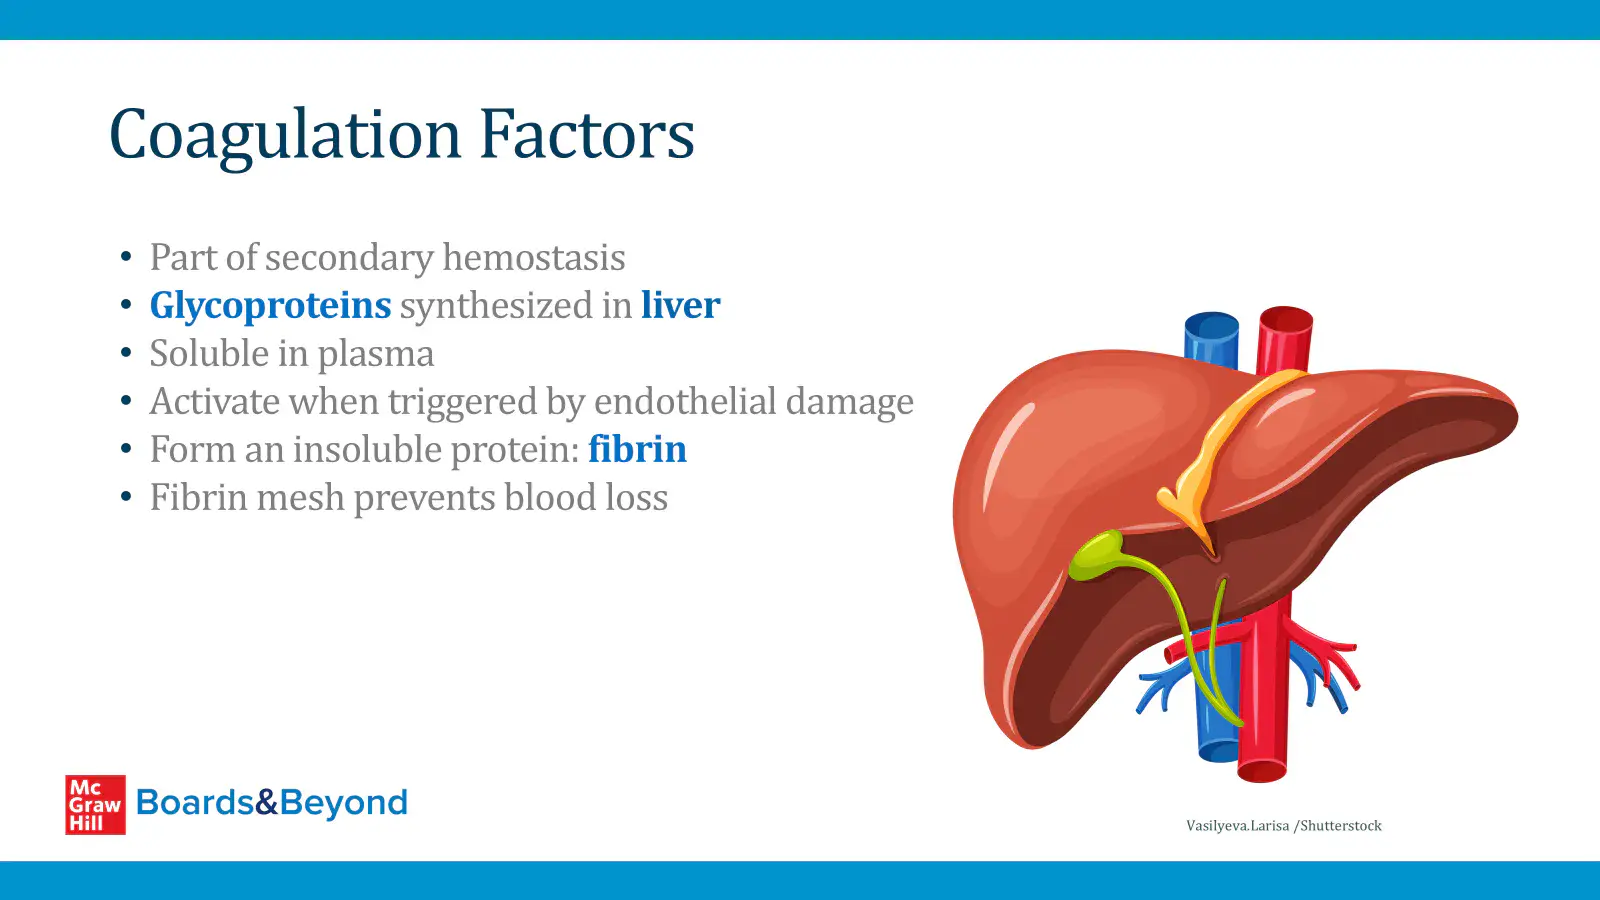 Coagulation Factors
• Part of secondary hemostasis
• Glycoproteins synthesized in liver
• Soluble in plasma
• Activate when triggered by endothelial damage
• Form an insoluble protein: fibrin
• Fibrin mesh prevents blood loss
Mc
Graw
Hill
Boards&Beyond
Vasilyeva.Larisa /Shutterstock